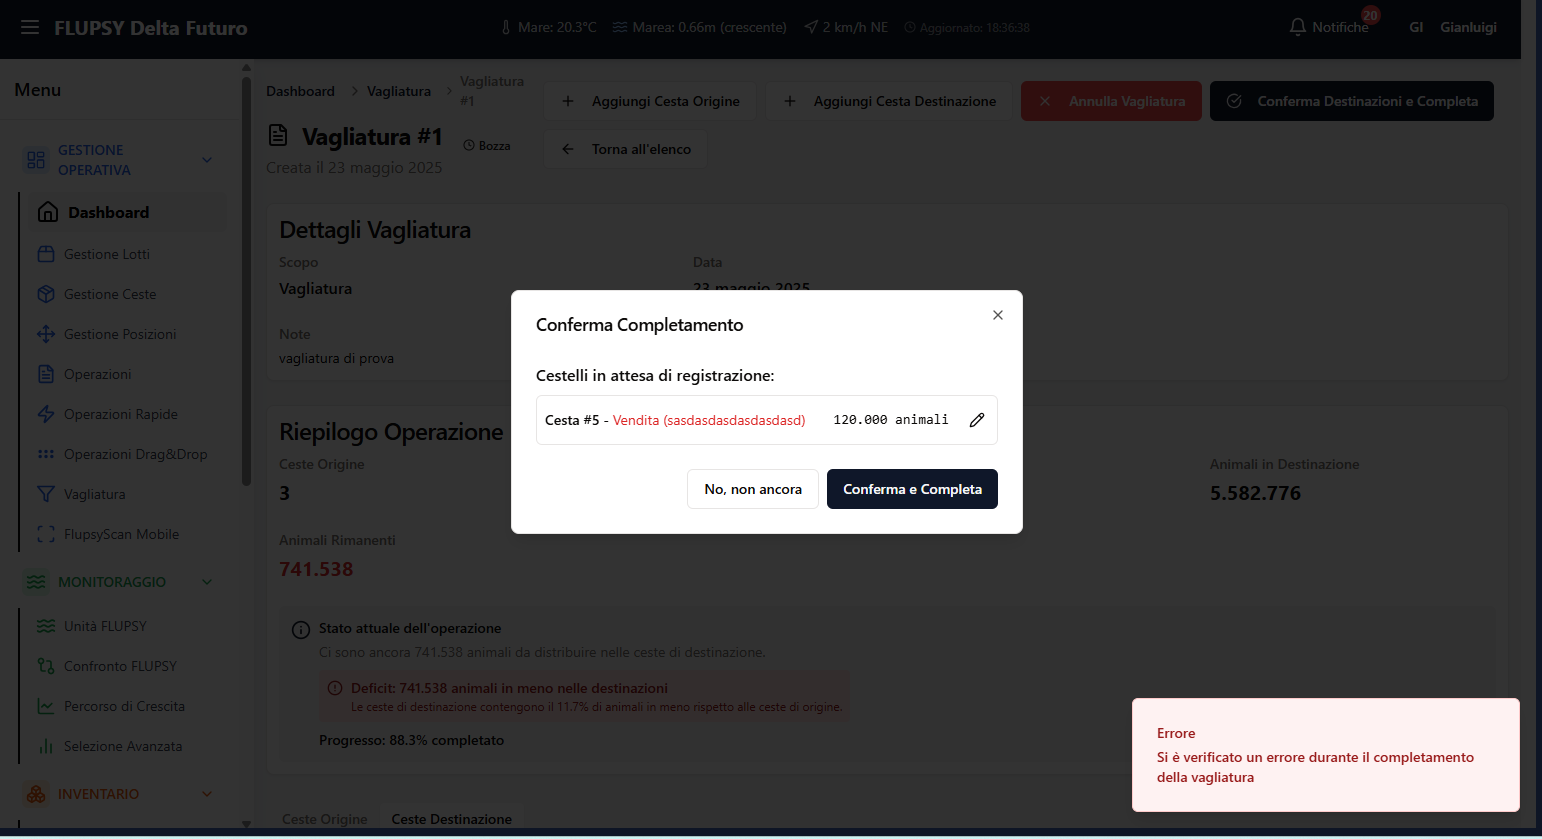 FLUPSY Delta Futuro
Mare: 20.3°C
Marea: 0.66m (crescente)
2 km/h NE
Aggiornato: 18:36:38
Notifiche
20
GI
Gianluigi
Menu
GESTIONE
OPERATIVA
Dashboard
Gestione Lotti
Gestione Ceste
Gestione Posizioni
Operazioni
Operazioni Rapide
Operazioni Drag&Drop
Vagliatura
FlupsyScan Mobile
MONITORAGGIO
Unità FLUPSY
Confronto FLUPSY
Percorso di Crescita
Selezione Avanzata
INVENTARIO
Dashboard
Vagliatura
Vagliatura
#1
Aggiungi Cesta Origine
Aggiungi Cesta Destinazione
Annulla Vagliatura
Conferma Destinazioni e Completa
Vagliatura #1
Bozza
Torna all'elenco
Creata il 23 maggio 2025
Dettagli Vagliatura
Scopo
Data
Vagliatura
23 maggio 2025
Note
vagliatura di prova
Conferma Completamento
Cestelli in attesa di registrazione:
Cesta #5 - Vendita (sasdasdasdasdasdasd)
120.000 animali
No, non ancora
Conferma e Completa
Riepilogo Operazione
Ceste Origine
Animali in Destinazione
3
5.582.776
Animali Rimanenti
741.538
Stato attuale dell'operazione
Ci sono ancora 741.538 animali da distribuire nelle ceste di destinazione.
Deficit: 741.538 animali in meno nelle destinazioni
Le ceste di destinazione contengono il 11.7% di animali in meno rispetto alle ceste di origine.
Progresso: 88.3% completato
Ceste Origine
Ceste Destinazione
Errore
Si è verificato un errore durante il completamento
della vagliatura